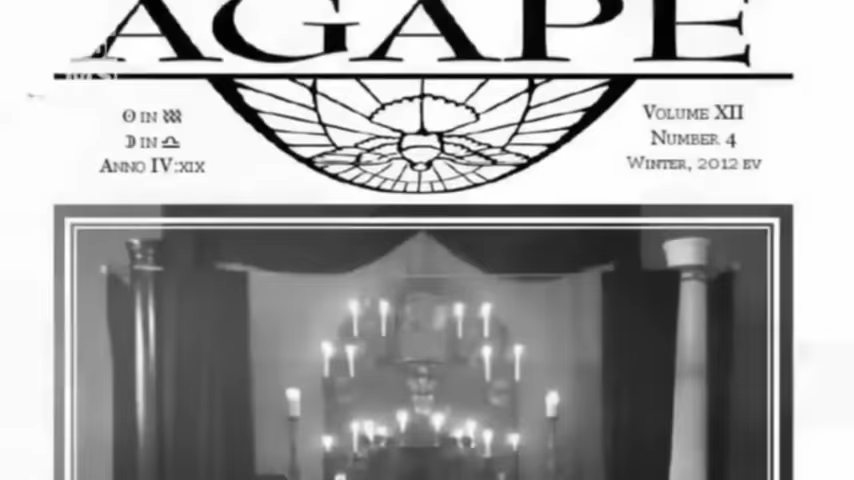 AGAPE
☉ IN ♒
☽ IN ♎
ANNO IV:XIX
VOLUME XII
NUMBER 4
WINTER, 2012 EV